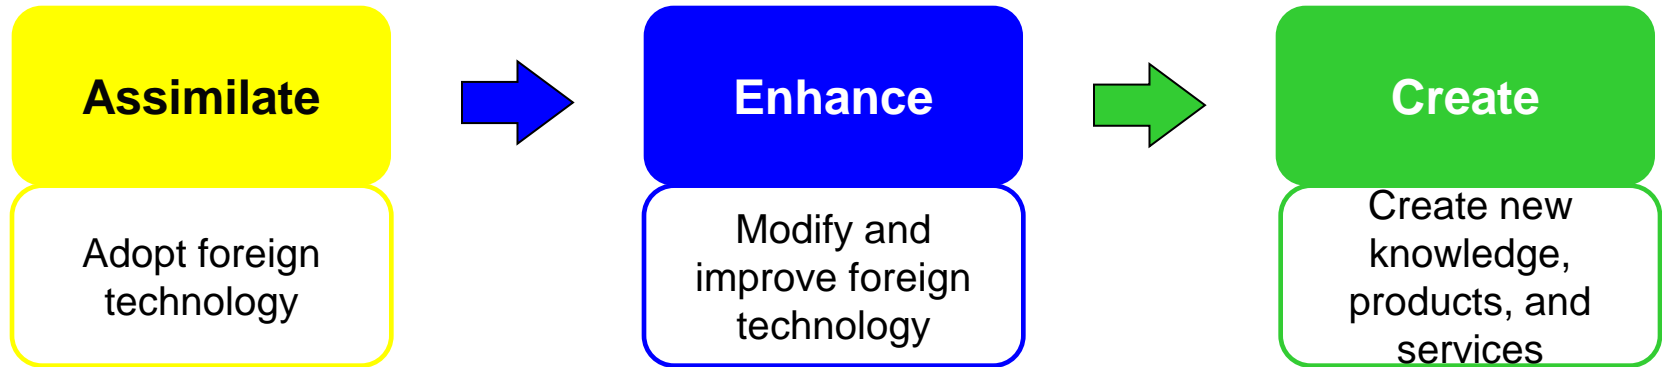 Assimilate
Adopt foreign
technology
Enhance
Modify and
improve foreign
technology
Create
Create new
knowledge,
products, and
services